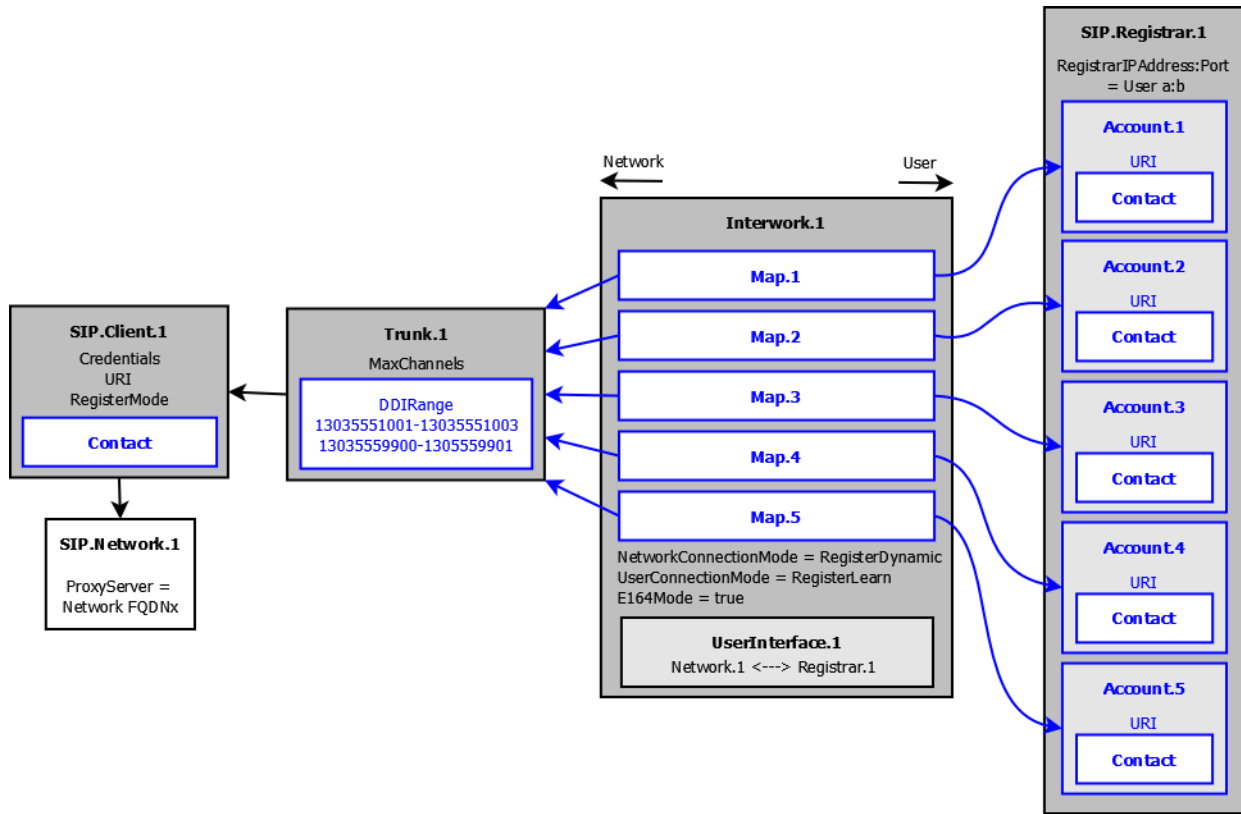 SIP.Client.1
Credentials
URI
RegisterMode
Contact
SIP.Network.1
ProxyServer =
Network FQDNx
Trunk.1
MaxChannels
DDIRange
13035551001-13035551003
13035559900-1305559901
Network
User
Interwork.1
Map.1
Map.2
Map.3
Map.4
Map.5
NetworkConnectionMode = RegisterDynamic
UserConnectionMode = RegisterLearn
E164Mode = true
UserInterface.1
Network.1 <---> Registrar.1
SIP.Registrar.1
RegistrarIPAddress:Port
= User a:b
Account.1
URI
Contact
Account.2
URI
Contact
Account.3
URI
Contact
Account.4
URI
Contact
Account.5
URI
Contact